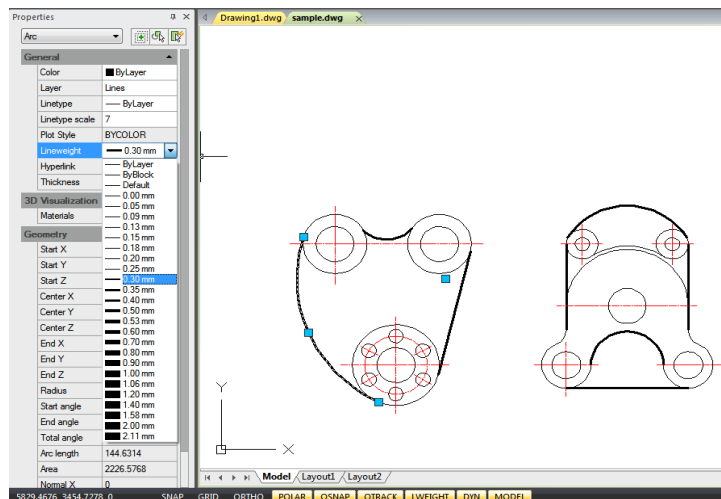 Properties
Drawing1.dwg sample.dwg
Arc
General
Color ByLayer
Layer Lines
Linetype ByLayer
Linetype scale 7
Plot Style BYCOLOR
Lineweight 0.30 mm
Hyperlink ByLayer
ByBlock
Thickness Default
0.00 mm
3D Visualization 0.05 mm
Materials 0.09 mm
0.13 mm
Geometry 0.15 mm
Start X 0.18 mm
Start Y 0.20 mm
0.25 mm
Start Z 0.30 mm
Center X 0.35 mm
0.40 mm
Center Y 0.50 mm
Center Z 0.53 mm
End X 0.60 mm
0.70 mm
End Y 0.80 mm
End Z 0.90 mm
1.00 mm
Radius 1.06 mm
Start angle 1.20 mm
1.40 mm
End angle 1.58 mm
2.00 mm
Total angle 2.11 mm
Arc length 144.6314
Area 2226.5768
Normal X 0
Y
X
Model Layout1 Layout2
5829.4676, 3454.7278, 0 SNAP GRID ORTHO POLAR OSNAP OTRACK LWEIGHT DYN MODEL